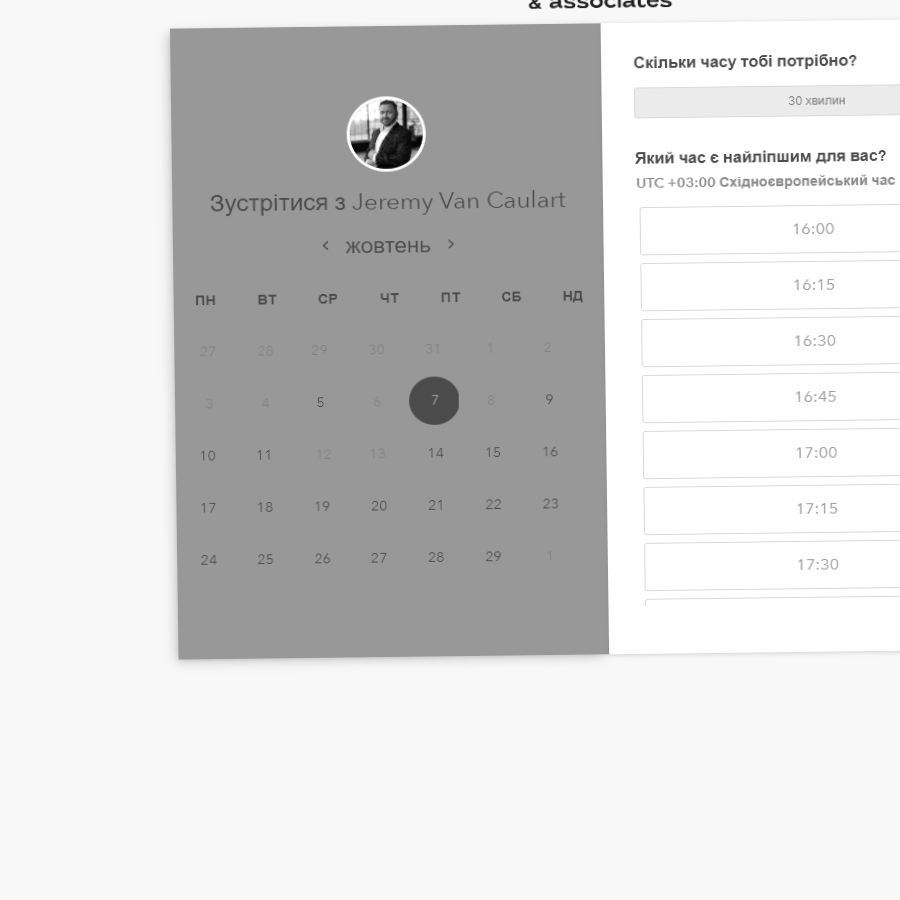 & associates
Зустрітися з Jeremy Van Caulart
‹ жовтень ›
ПН ВТ СР ЧТ ПТ СБ НД
27 28 29 30 31 1 2
3 4 5 6 7 8 9
10 11 12 13 14 15 16
17 18 19 20 21 22 23
24 25 26 27 28 29 1
Скільки часу тобі потрібно?
30 хвилин
Який час є найліпшим для вас?
UTC +03:00 Східноєвропейський час
16:00
16:15
16:30
16:45
17:00
17:15
17:30